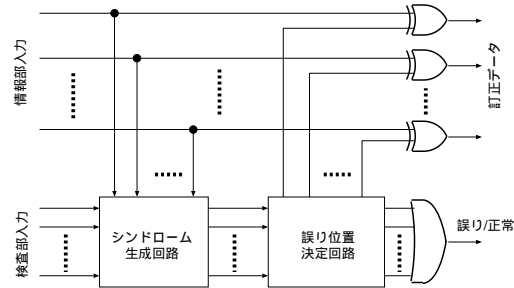 情報部入力
訂正データ
検査部入力
シンドローム
生成回路
誤り位置
決定回路
誤り/正常